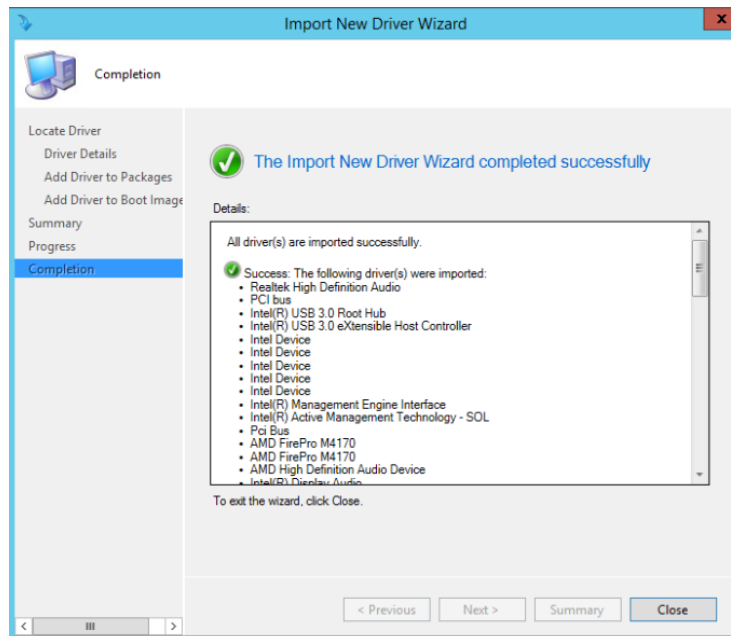 Import New Driver Wizard
x
Completion
Locate Driver
Driver Details
Add Driver to Packages
Add Driver to Boot Image
Summary
Progress
Completion
The Import New Driver Wizard completed successfully
Details:
All driver(s) are imported successfully.
Success: The following driver(s) were imported:
• Realtek High Definition Audio
• PCI bus
• Intel(R) USB 3.0 Root Hub
• Intel(R) USB 3.0 eXtensible Host Controller
• Intel Device
• Intel Device
• Intel Device
• Intel Device
• Intel Device
• Intel(R) Management Engine Interface
• Intel(R) Active Management Technology - SOL
• Pci Bus
• AMD FirePro M4170
• AMD FirePro M4170
• AMD High Definition Audio Device
• Intel(R) Display Audio
To exit the wizard, click Close.
< Previous
Next >
Summary
Close